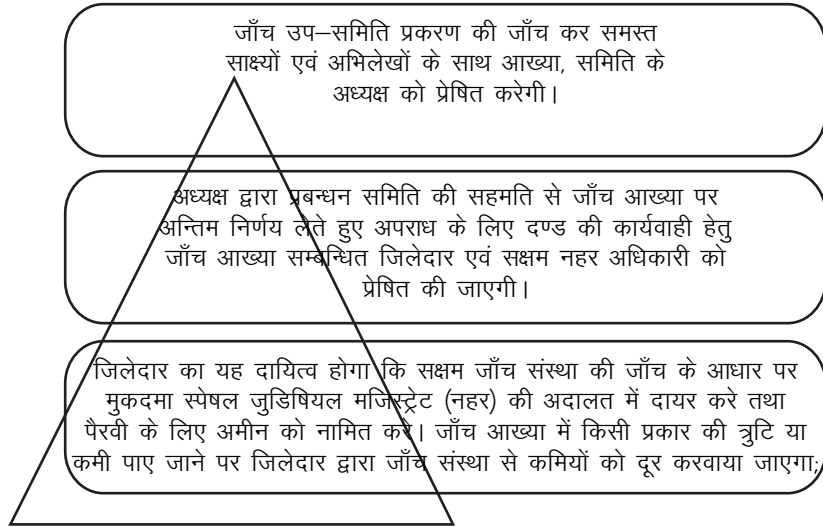 जाँच उप–समिति प्रकरण की जाँच कर समस्त
साक्ष्यों एवं अभिलेखों के साथ आख्या, समिति के
अध्यक्ष को प्रेषित करेगी।
अध्यक्ष द्वारा प्रबन्धन समिति की सहमति से जाँच आख्या पर
अन्तिम निर्णय लेते हुए अपराध के लिए दण्ड की कार्यवाही हेतु
जाँच आख्या सम्बन्धित जिलेदार एवं सक्षम नहर अधिकारी को
प्रेषित की जाएगी।
जिलेदार का यह दायित्व होगा कि सक्षम जाँच संस्था की जाँच के आधार पर
मुकदमा स्पेषल जुडिषियल मजिस्ट्रेट (नहर) की अदालत में दायर करे तथा
पैरवी के लिए अमीन को नामित करे। जाँच आख्या में किसी प्रकार की त्रुटि या
कमी पाए जाने पर जिलेदार द्वारा जाँच संस्था से कमियों को दूर करवाया जाएगा;